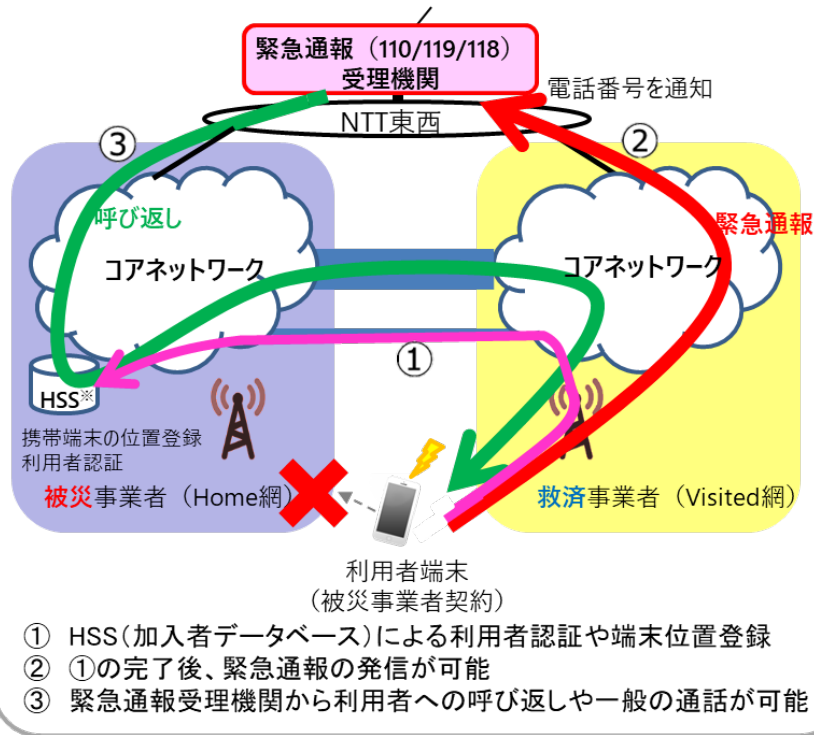 緊急通報（110/119/118）
受理機関
電話番号を通知
NTT東西
③
②
呼び返し
緊急通報
コアネットワーク
コアネットワーク
①
HSS※
携帯端末の位置登録
利用者認証
被災事業者（Home網）
救済事業者（Visited網）
利用者端末
（被災事業者契約）
① HSS（加入者データベース）による利用者認証や端末位置登録
② ①の完了後、緊急通報の発信が可能
③ 緊急通報受理機関から利用者への呼び返しや一般の通話が可能